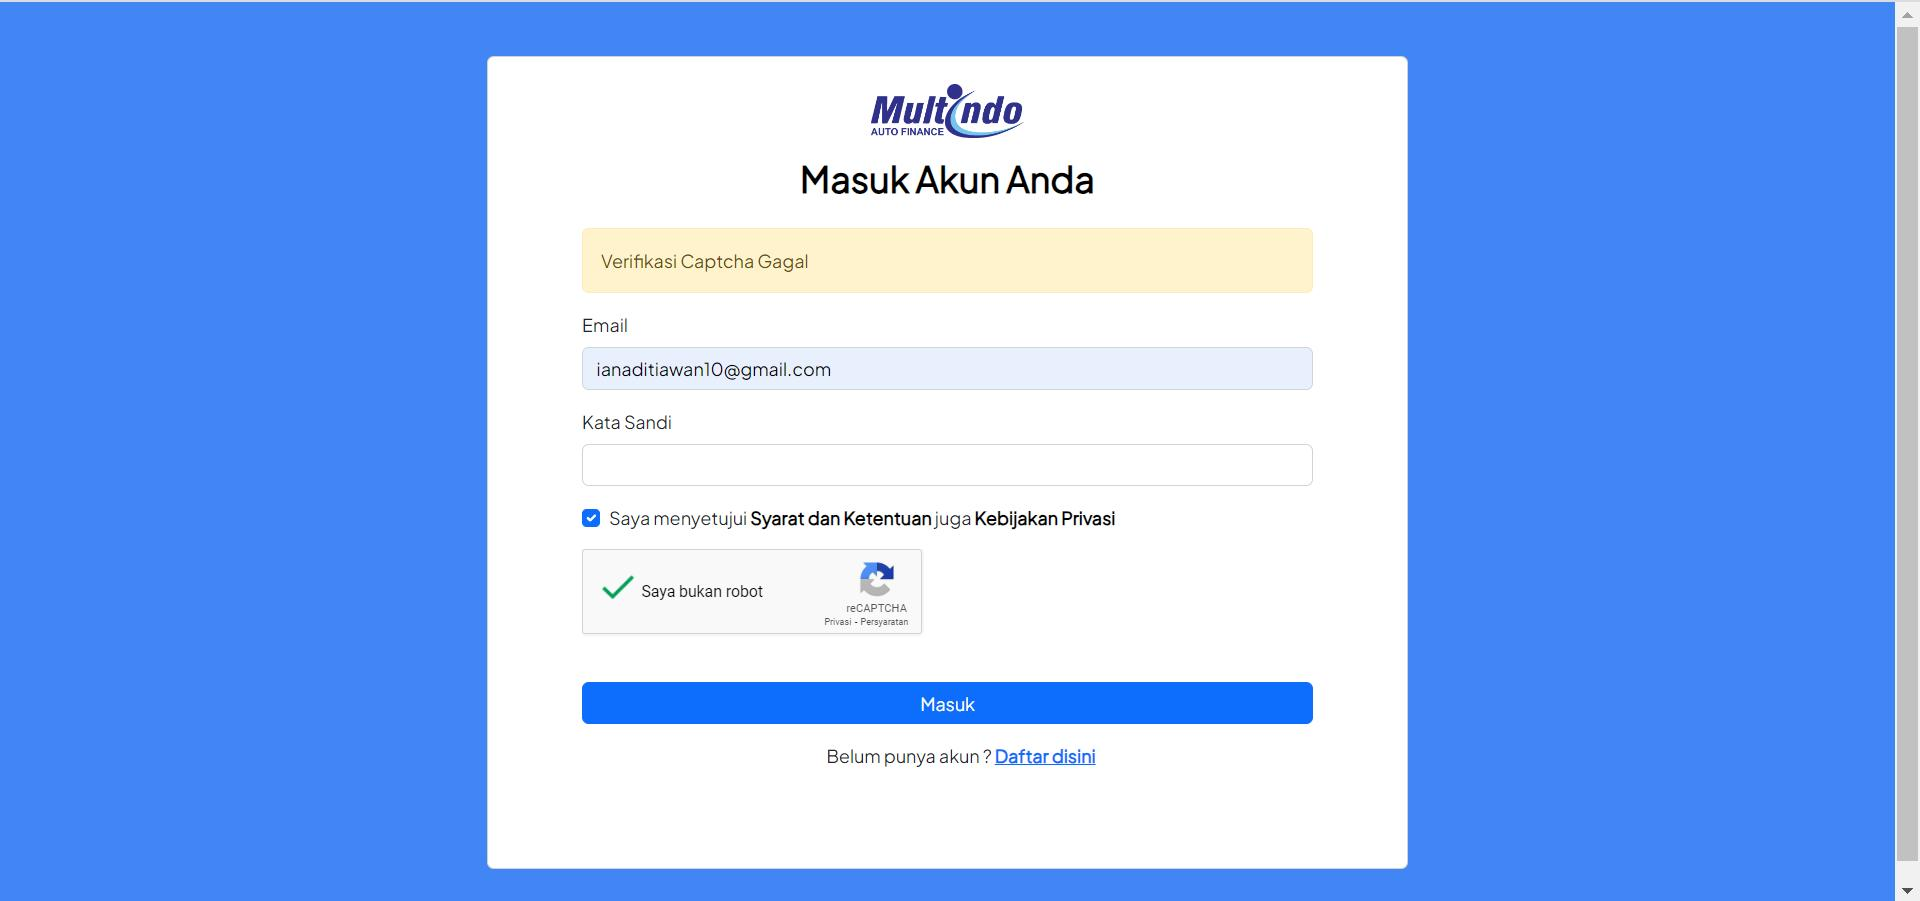 Multindo
AUTO FINANCE
Masuk Akun Anda
Verifikasi Captcha Gagal
Email
ianaditiawan10@gmail.com
Kata Sandi
Saya menyetujui Syarat dan Ketentuan juga Kebijakan Privasi
Saya bukan robot
reCAPTCHA
Privasi - Persyaratan
Masuk
Belum punya akun ? Daftar disini